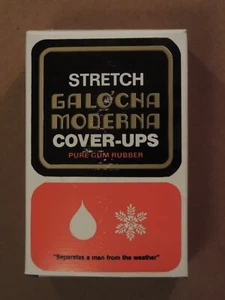 STRETCH
GALOCHA
MODERNA
COVER-UPS
PURE GUM RUBBER
"Separates a man from the weather"